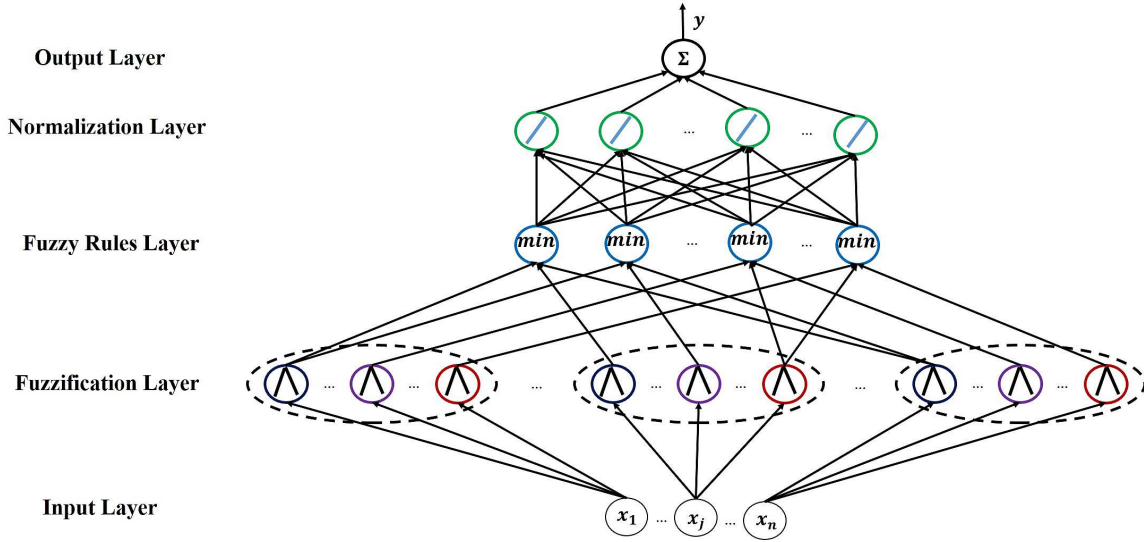 y
Output Layer Σ
Normalization Layer ... ...
Fuzzy Rules Layer min min ... min ... min
Fuzzification Layer ... ... ... ... ... ... ... ...
Input Layer x₁ ... xⱼ ... xₙ